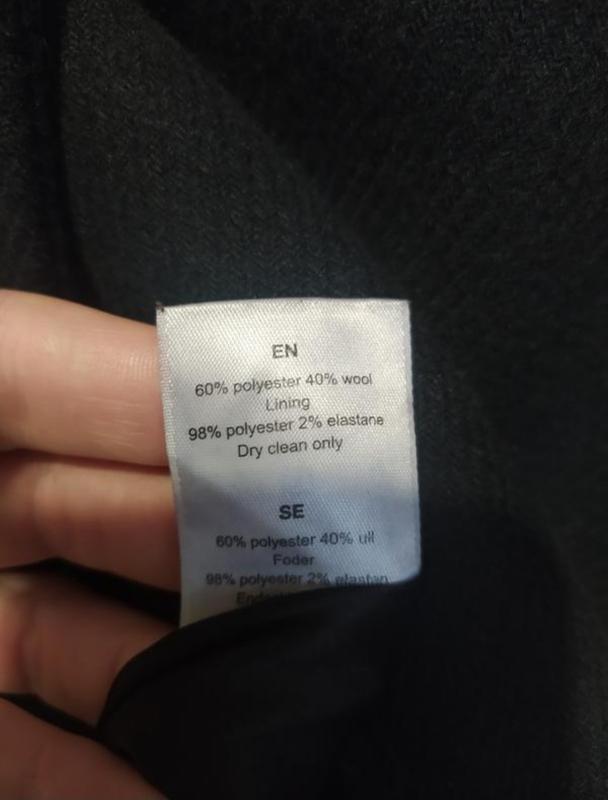 EN
60% polyester 40% wool
Lining
98% polyester 2% elastane
Dry clean only
SE
60% polyester 40% ull
Foder
98% polyester 2% elastan